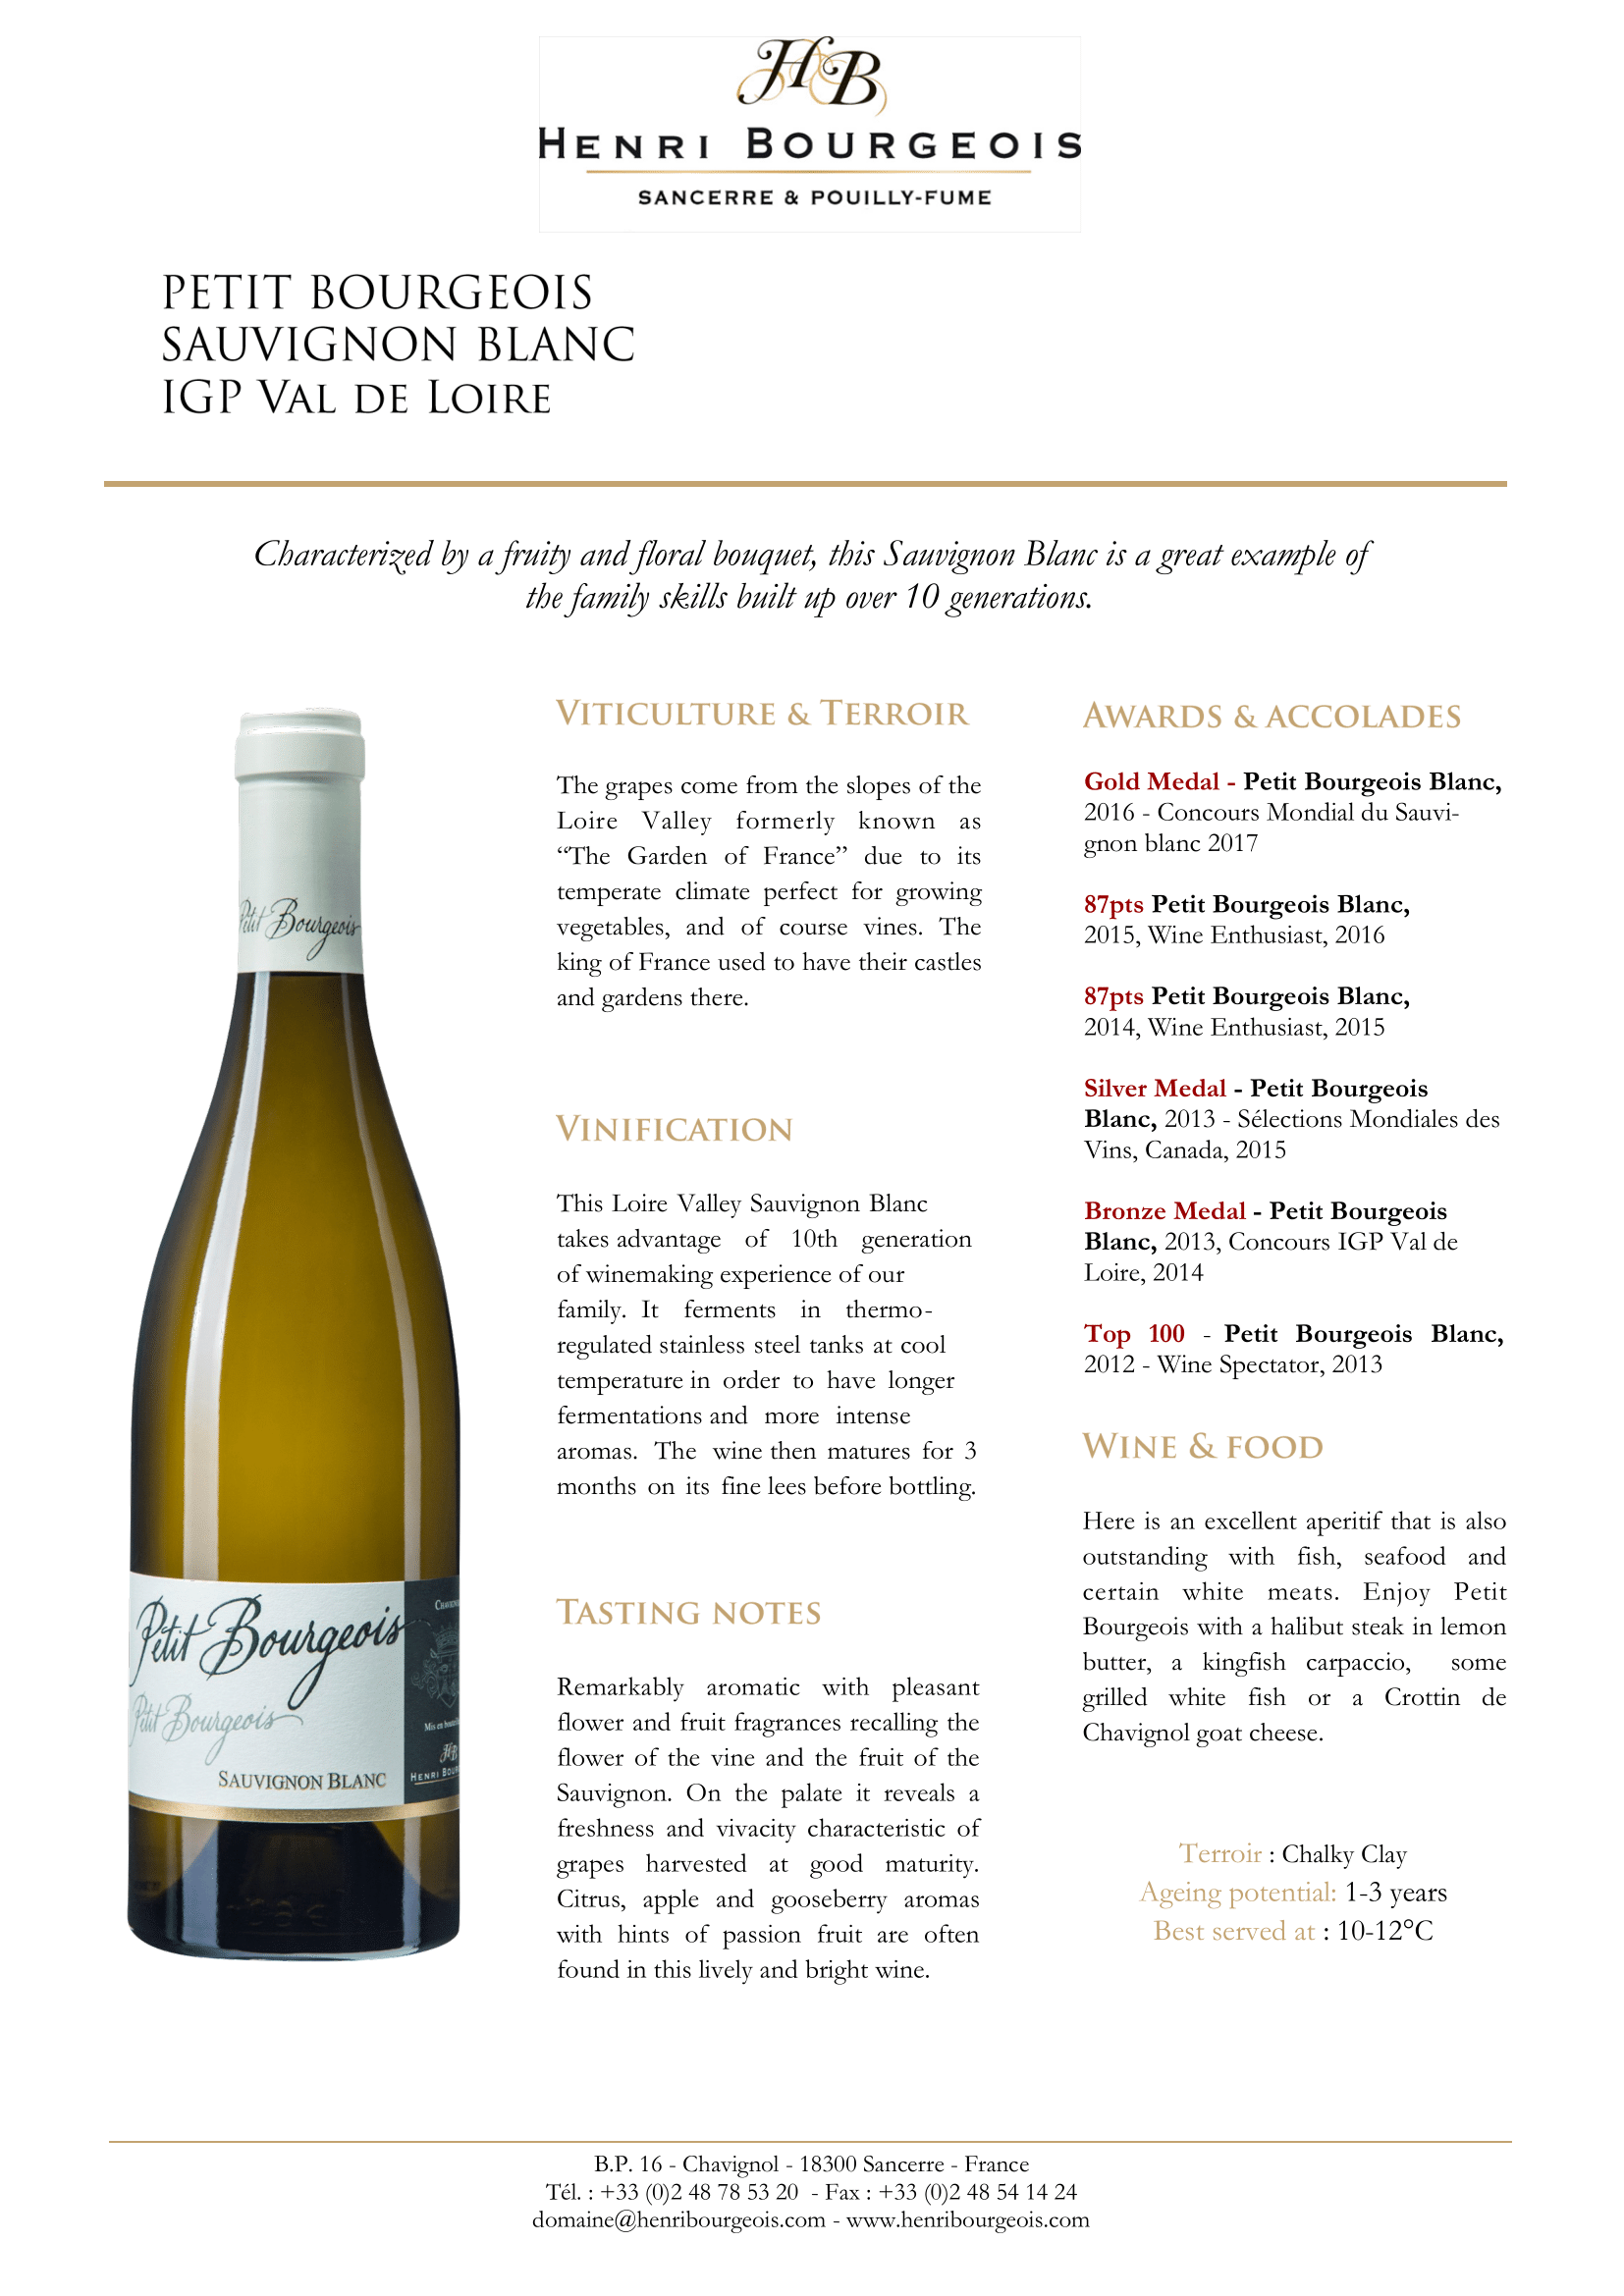 HB
HENRI BOURGEOIS
SANCERRE & POUILLY-FUME
PETIT BOURGEOIS
SAUVIGNON BLANC
IGP VAL DE LOIRE
Characterized by a fruity and floral bouquet, this Sauvignon Blanc is a great example of
the family skills built up over 10 generations.
Petit Bourgeois
Petit Bourgeois
Petit Bourgeois
SAUVIGNON BLANC
Mis en
HB
HENRI
VITICULTURE & TERROIR
The grapes come from the slopes of the
Loire Valley formerly known as
“The Garden of France” due to its
temperate climate perfect for growing
vegetables, and of course vines. The
king of France used to have their castles
and gardens there.
VINIFICATION
This Loire Valley Sauvignon Blanc
takes advantage of 10th generation
of winemaking experience of our
family. It ferments in thermo-
regulated stainless steel tanks at cool
temperature in order to have longer
fermentations and more intense
aromas. The wine then matures for 3
months on its fine lees before bottling.
TASTING NOTES
Remarkably aromatic with pleasant
flower and fruit fragrances recalling the
flower of the vine and the fruit of the
Sauvignon. On the palate it reveals a
freshness and vivacity characteristic of
grapes harvested at good maturity.
Citrus, apple and gooseberry aromas
with hints of passion fruit are often
found in this lively and bright wine.
AWARDS & ACCOLADES
Gold Medal - Petit Bourgeois Blanc,
2016 - Concours Mondial du Sauvi-
gnon blanc 2017
87pts Petit Bourgeois Blanc,
2015, Wine Enthusiast, 2016
87pts Petit Bourgeois Blanc,
2014, Wine Enthusiast, 2015
Silver Medal - Petit Bourgeois
Blanc, 2013 - Sélections Mondiales des
Vins, Canada, 2015
Bronze Medal - Petit Bourgeois
Blanc, 2013, Concours IGP Val de
Loire, 2014
Top 100 - Petit Bourgeois Blanc,
2012 - Wine Spectator, 2013
WINE & FOOD
Here is an excellent aperitif that is also
outstanding with fish, seafood and
certain white meats. Enjoy Petit
Bourgeois with a halibut steak in lemon
butter, a kingfish carpaccio, some
grilled white fish or a Crottin de
Chavignol goat cheese.
Terroir : Chalky Clay
Ageing potential: 1-3 years
Best served at : 10-12°C
B.P. 16 - Chavignol - 18300 Sancerre - France
Tél. : +33 (0)2 48 78 53 20 - Fax : +33 (0)2 48 54 14 24
domaine@henribourgeois.com - www.henribourgeois.com